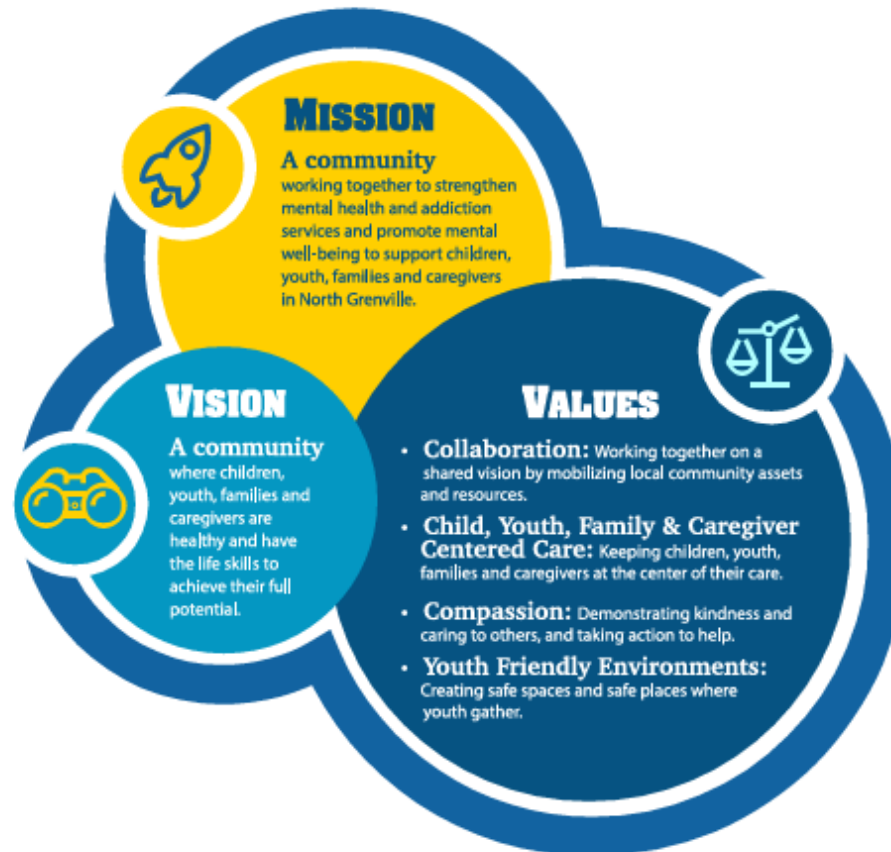 MISSION
A community
working together to strengthen
mental health and addiction
services and promote mental
well-being to support children,
youth, families and caregivers
in North Grenville.
VISION
A community
where children,
youth, families and
caregivers are
healthy and have
the life skills to
achieve their full
potential.
VALUES
• Collaboration: Working together on a
shared vision by mobilizing local community assets
and resources.
• Child, Youth, Family & Caregiver
Centered Care: Keeping children, youth,
families and caregivers at the center of their care.
• Compassion: Demonstrating kindness and
caring to others, and taking action to help.
• Youth Friendly Environments:
Creating safe spaces and safe places where
youth gather.